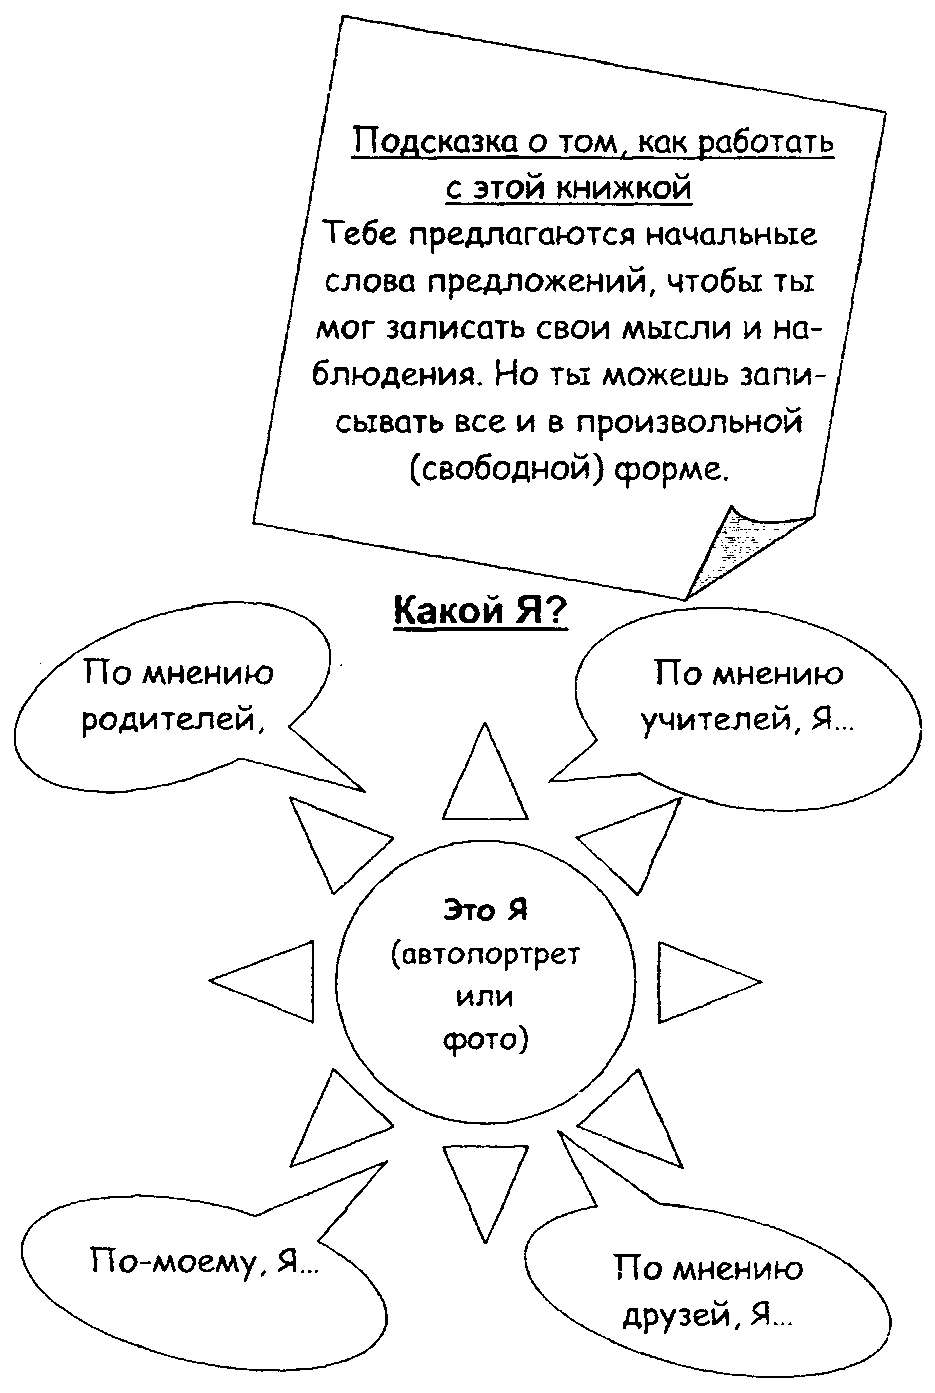 Подсказка о том, как работать
с этой книжкой
Тебе предлагаются начальные
слова предложений, чтобы ты
мог записать свои мысли и на-
блюдения. Но ты можешь запи-
сывать все и в произвольной
(свободной) форме.
Какой Я?
По мнению
родителей,
По мнению
учителей, Я...
Это Я
(автопортрет
или
фото)
По-моему, Я...
По мнению
друзей, Я...